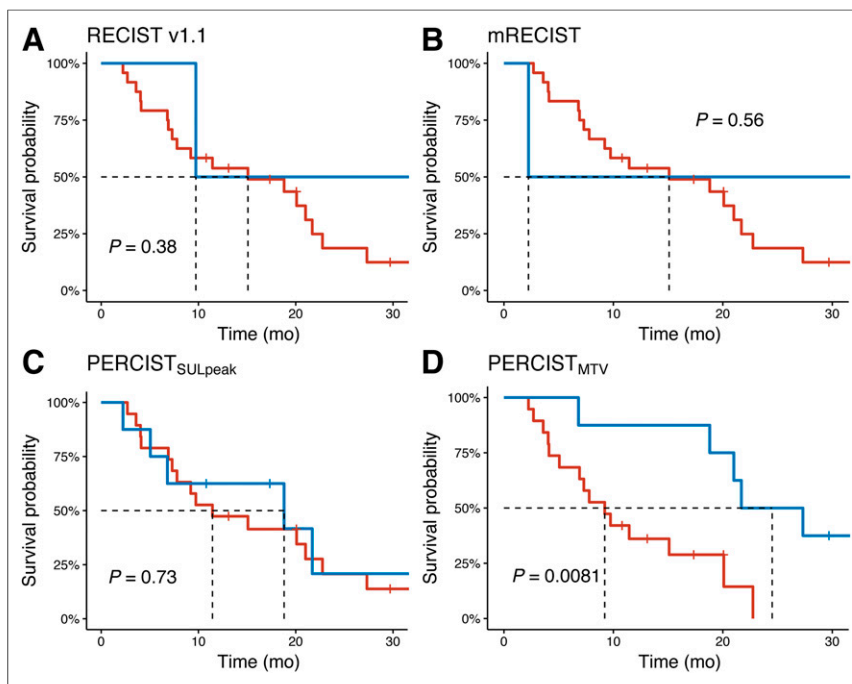 A RECIST v1.1
Survival probability
100%
75%
50%
25%
0%
P = 0.38
0 10 20 30
Time (mo)
B mRECIST
Survival probability
100%
75%
50%
25%
0%
P = 0.56
0 10 20 30
Time (mo)
C PERCISTSULpeak
Survival probability
100%
75%
50%
25%
0%
P = 0.73
0 10 20 30
Time (mo)
D PERCISTMTV
Survival probability
100%
75%
50%
25%
0%
P = 0.0081
0 10 20 30
Time (mo)